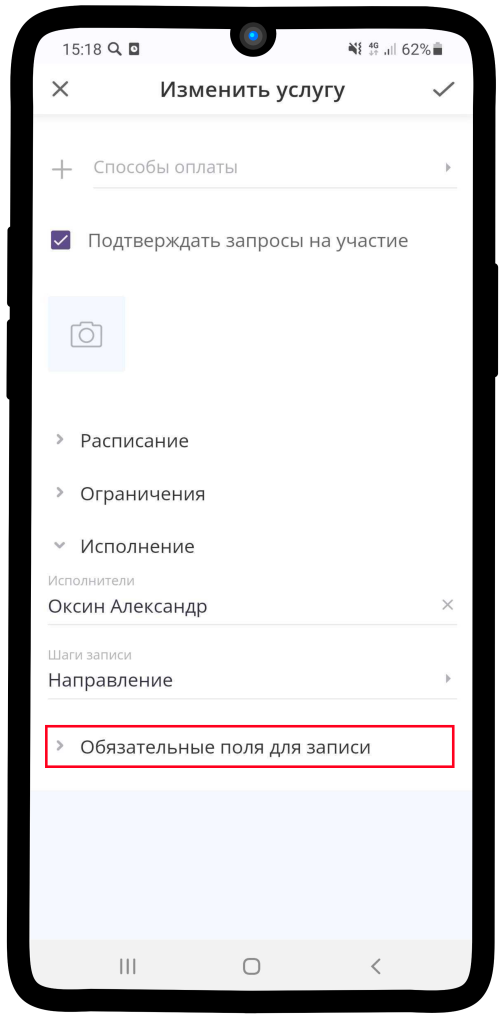 15:18 4G 62%
Изменить услугу
Способы оплаты
Подтверждать запросы на участие
Расписание
Ограничения
Исполнение
Исполнители
Оксин Александр
Шаги записи
Направление
Обязательные поля для записи